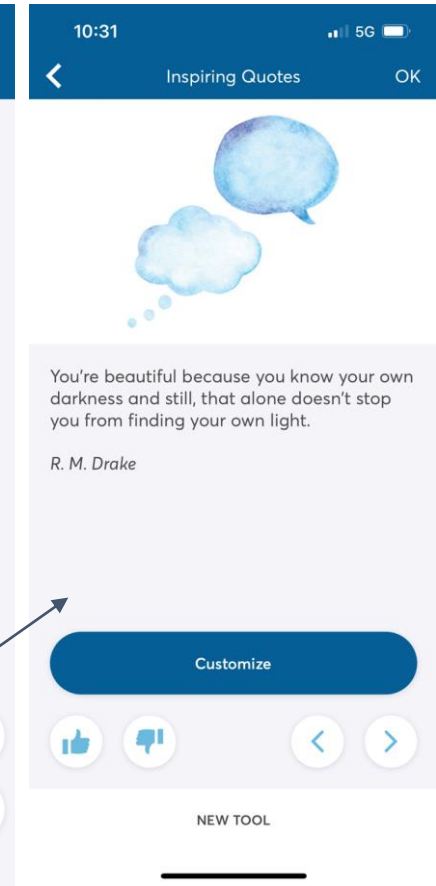 10:31
5G
Inspiring Quotes
OK
You're beautiful because you know your own
darkness and still, that alone doesn't stop
you from finding your own light.
R. M. Drake
Customize
NEW TOOL